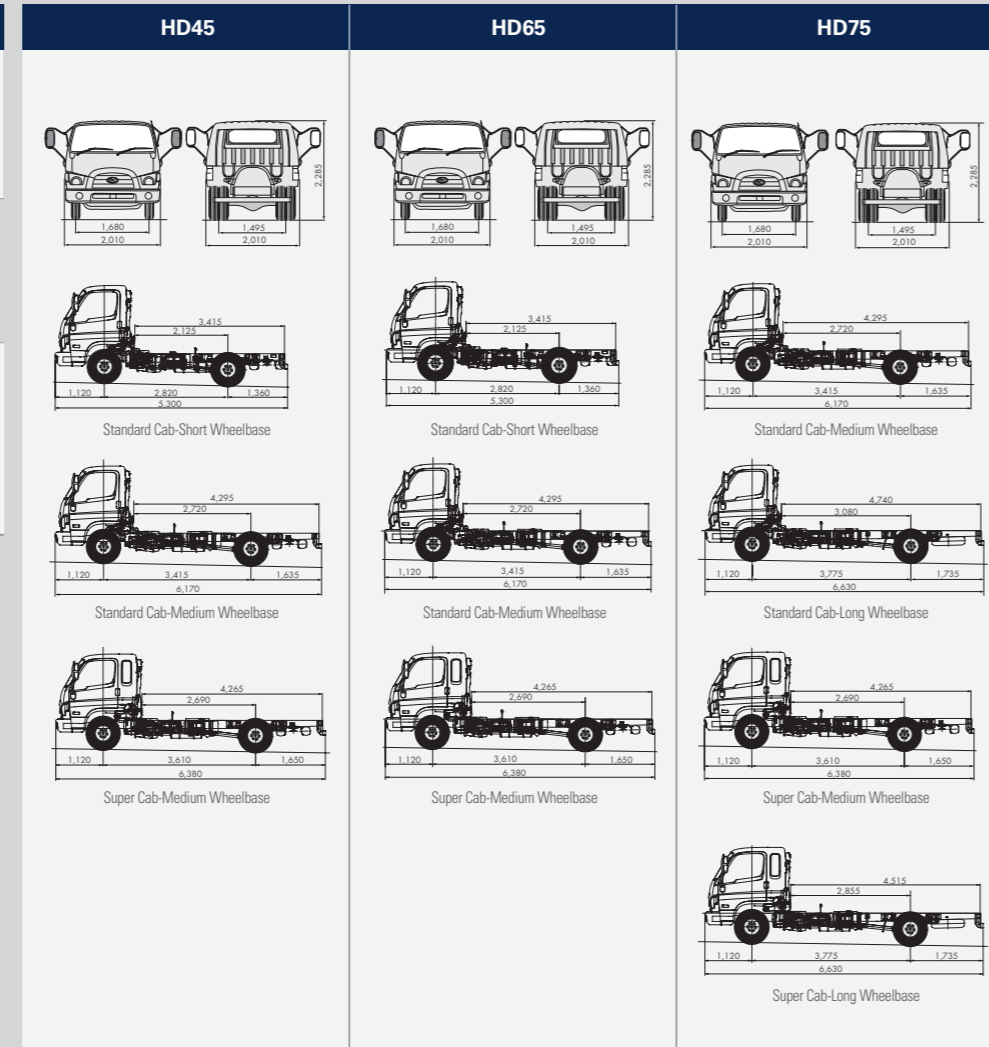 HD45
1,680
2,010
1,495
2,010
2,285
3,415
2,125
1,120 2,820 1,360
5,300
Standard Cab-Short Wheelbase
4,295
2,720
1,120 3,415 1,635
6,170
Standard Cab-Medium Wheelbase
4,265
2,690
1,120 3,610 1,650
6,380
Super Cab-Medium Wheelbase
HD65
1,680
2,010
1,495
2,010
2,285
3,415
2,125
1,120 2,820 1,360
5,300
Standard Cab-Short Wheelbase
4,295
2,720
1,120 3,415 1,635
6,170
Standard Cab-Medium Wheelbase
4,265
2,690
1,120 3,610 1,650
6,380
Super Cab-Medium Wheelbase
HD75
1,680
2,010
1,495
2,010
2,285
4,295
2,720
1,120 3,415 1,635
6,170
Standard Cab-Medium Wheelbase
4,740
3,080
1,120 3,775 1,735
6,630
Standard Cab-Long Wheelbase
4,265
2,690
1,120 3,610 1,650
6,380
Super Cab-Medium Wheelbase
4,515
2,855
1,120 3,775 1,735
6,630
Super Cab-Long Wheelbase